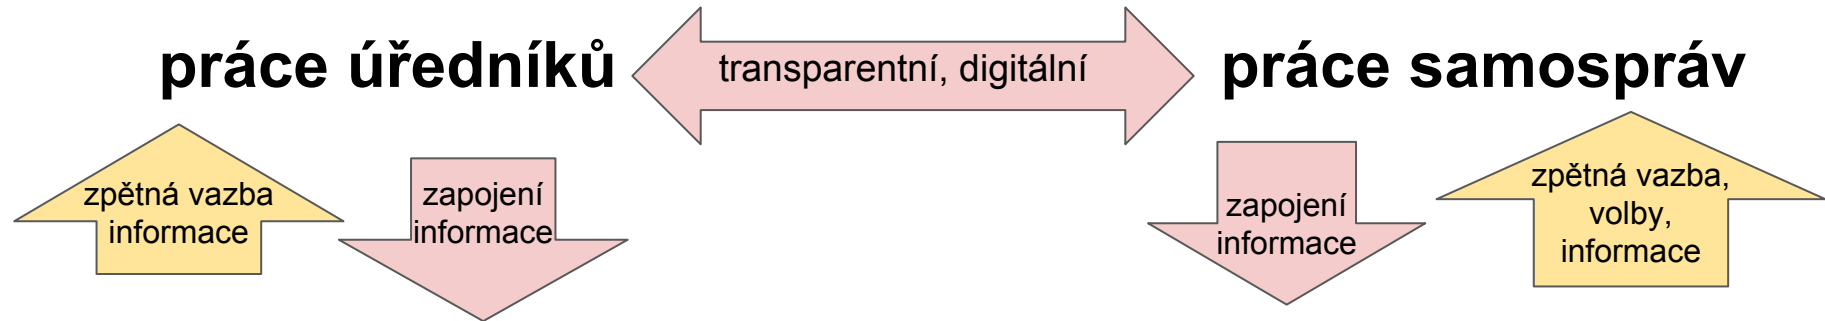 práce úředníků
transparentní, digitální
práce samospráv
zpětná vazba
informace
zapojení
informace
zapojení
informace
zpětná vazba,
volby,
informace